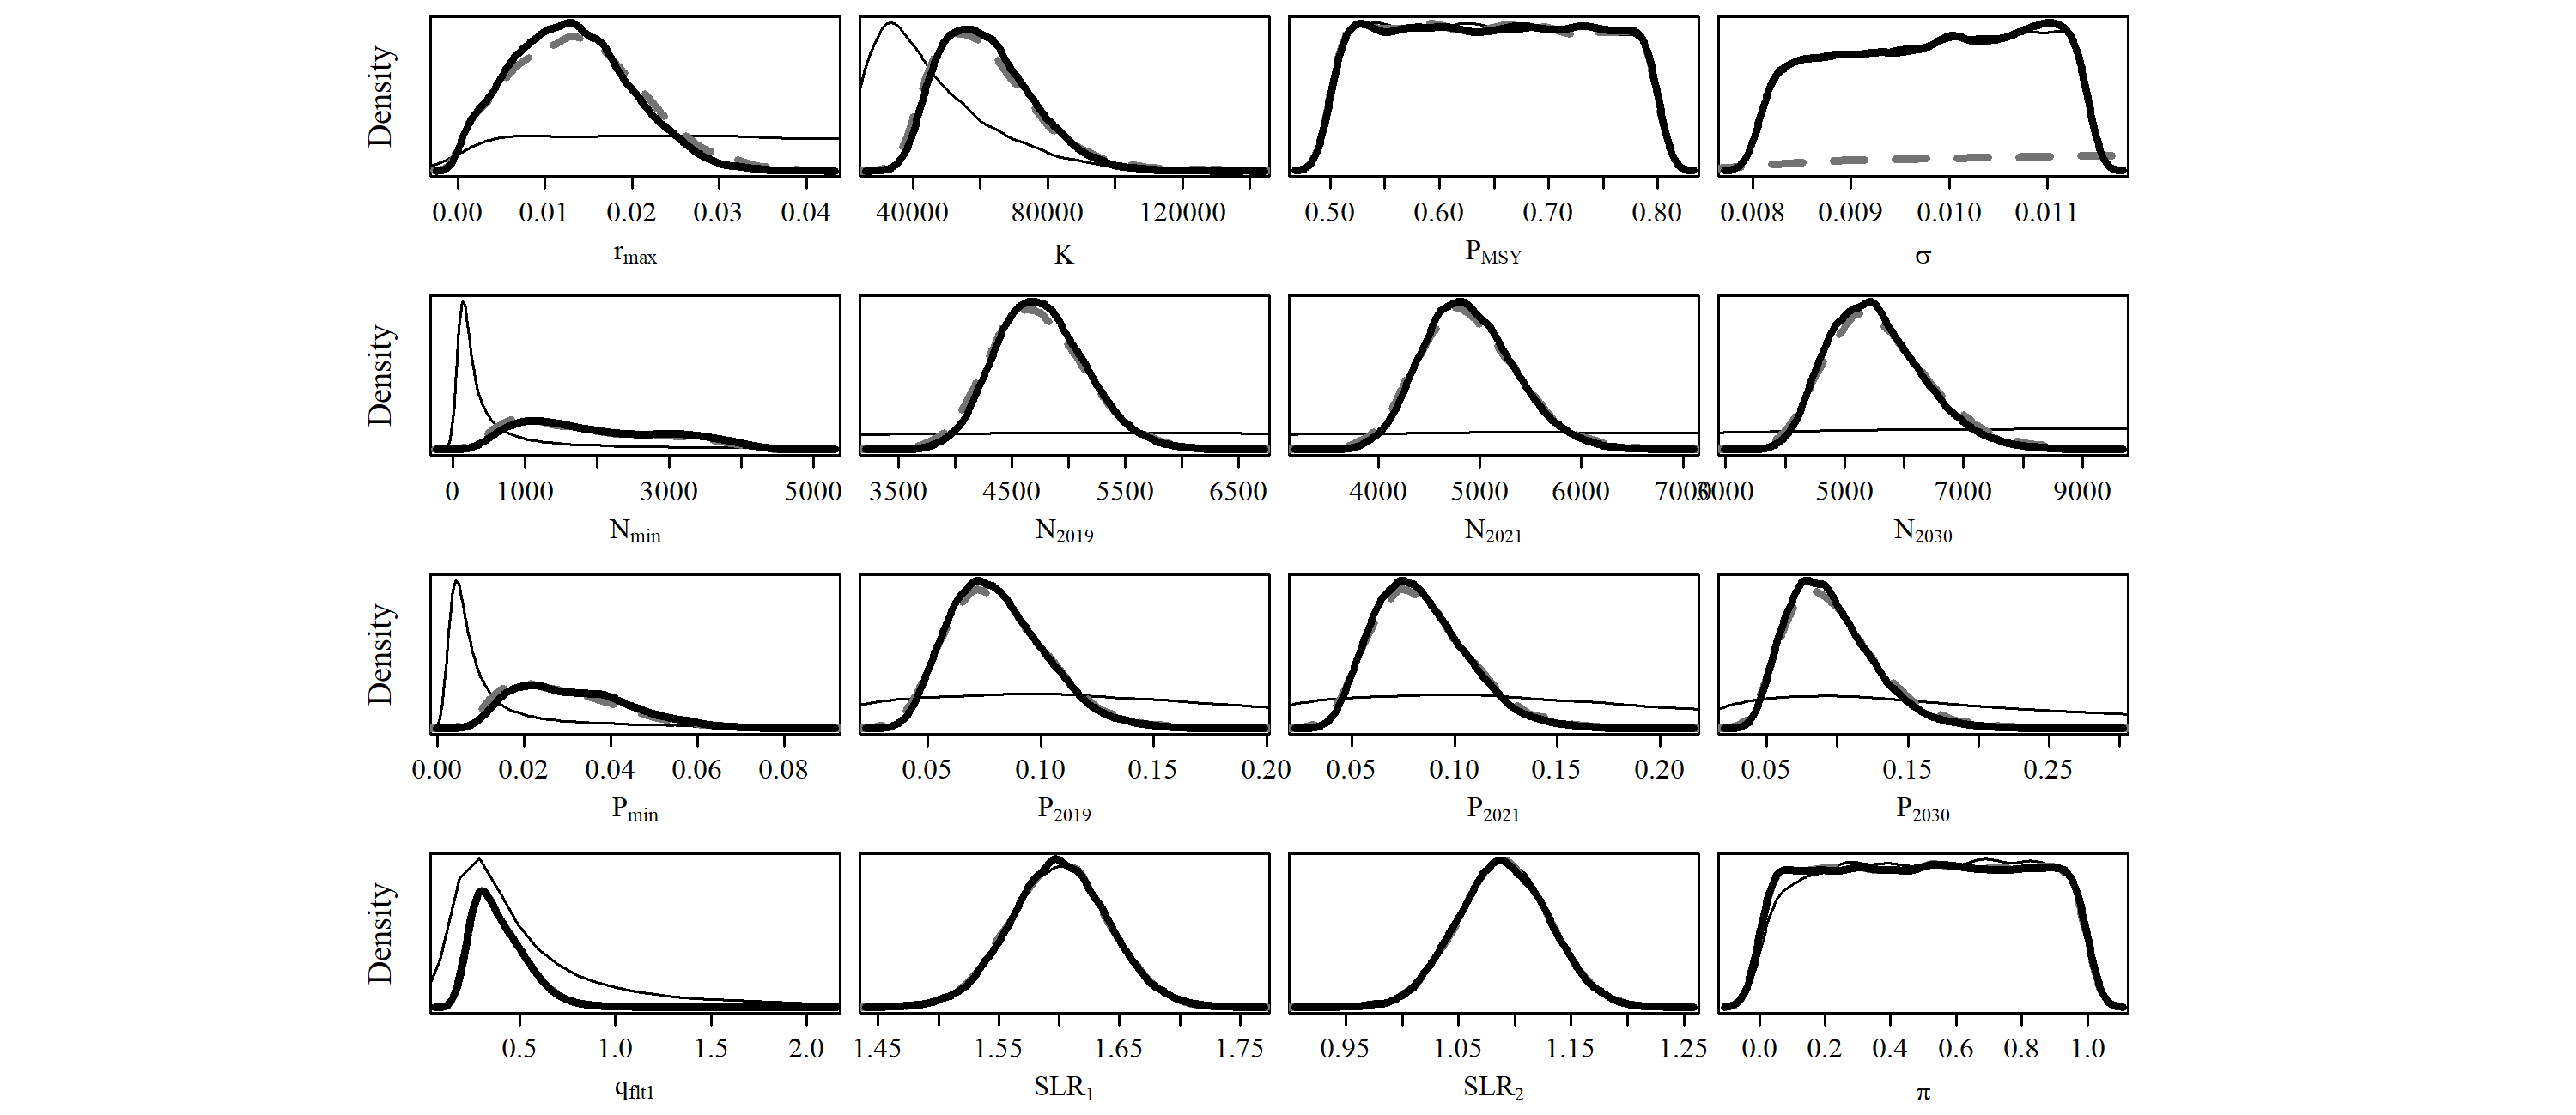 Density
0.00 0.01 0.02 0.03 0.04 40000 80000 120000 0.50 0.60 0.70 0.80 0.008 0.009 0.010 0.011
rmax K PMSY σ
Density
0 1000 3000 5000 3500 4500 5500 6500 4000 5000 6000 7000 3000 5000 7000 9000
Nmin N2019 N2021 N2030
Density
0.00 0.02 0.04 0.06 0.08 0.05 0.10 0.15 0.20 0.05 0.10 0.15 0.20 0.05 0.15 0.25
Pmin P2019 P2021 P2030
Density
0.5 1.0 1.5 2.0 1.45 1.55 1.65 1.75 0.95 1.05 1.15 1.25 0.0 0.2 0.4 0.6 0.8 1.0
qflt1 SLR1 SLR2 π